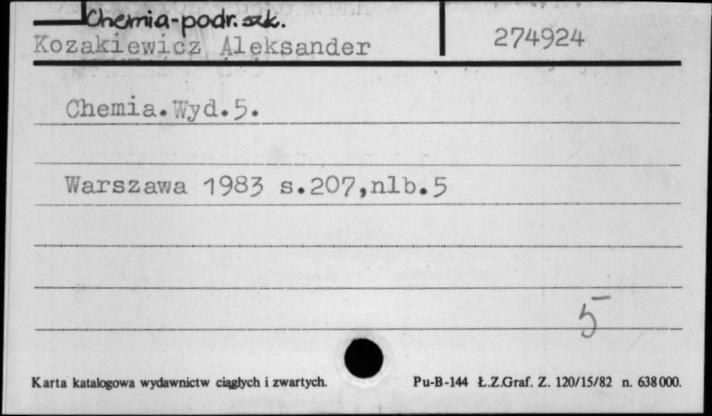 Chemia-podr. szk.
Kozakiewicz Aleksander 274924
Chemia.Wyd.5.
Warszawa 1983 s.207,nlb.5
5
Karta katalogowa wydawnictw ciągłych i zwartych. Pu-B-144 Ł.Z.Graf. Z. 120/15/82 n. 638000.